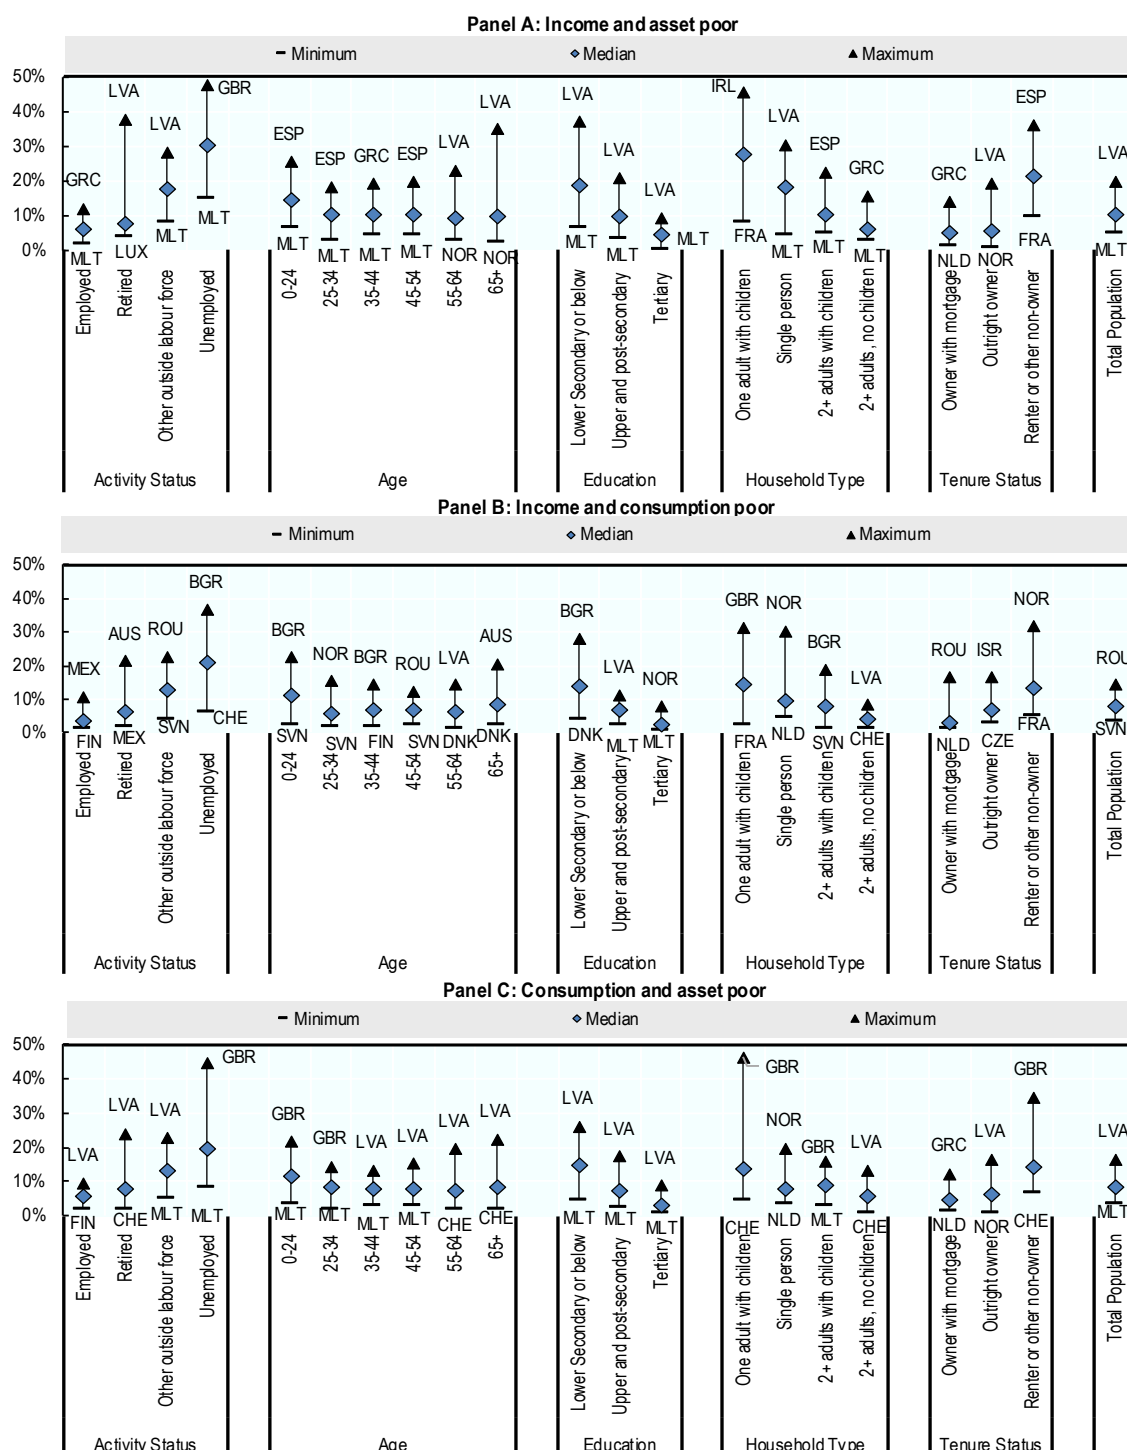 Panel A: Income and asset poor
Minimum Median Maximum
50%
40%
30%
20%
10%
0%
GRC LVA LVA GBR ESP ESP GRC ESP LVA LVA LVA LVA LVA IRL LVA ESP GRC GRC LVA ESP LVA
MLT LUX MLT MLT MLT MLT MLT MLT NOR NOR MLT MLT MLT FRA MLT MLT MLT NLD NOR FRA MLT
Employed
Retired
Other outside labour force
Unemployed
0-24
25-34
35-44
45-54
55-64
65+
Lower Secondary or below
Upper and post-secondary
Tertiary
One adult with children
Single person
2+ adults with children
2+ adults, no children
Owner with mortgage
Outright owner
Renter or other non-owner
Total Population
Activity Status Age Education Household Type Tenure Status
Panel B: Income and consumption poor
Minimum Median Maximum
50%
40%
30%
20%
10%
0%
MEX AUS ROU BGR BGR NOR BGR ROU LVA AUS BGR LVA NOR GBR NOR BGR LVA ROU ISR NOR ROU
FIN MEX SVN CHE SVN SVN FIN SVN DNK DNK DNK MLT MLT FRA NLD SVN CHE NLD CZE FRA SVN
Employed
Retired
Other outside labour force
Unemployed
0-24
25-34
35-44
45-54
55-64
65+
Lower Secondary or below
Upper and post-secondary
Tertiary
One adult with children
Single person
2+ adults with children
2+ adults, no children
Owner with mortgage
Outright owner
Renter or other non-owner
Total Population
Activity Status Age Education Household Type Tenure Status
Panel C: Consumption and asset poor
Minimum Median Maximum
50%
40%
30%
20%
10%
0%
LVA LVA LVA GBR GBR GBR LVA LVA LVA LVA LVA LVA LVA GBR NOR GBR LVA GRC LVA GBR LVA
FIN CHE MLT MLT MLT MLT MLT MLT CHE CHE MLT MLT MLT CHE NLD MLT CHE NLD NOR CHE MLT
Employed
Retired
Other outside labour force
Unemployed
0-24
25-34
35-44
45-54
55-64
65+
Lower Secondary or below
Upper and post-secondary
Tertiary
One adult with children
Single person
2+ adults with children
2+ adults, no children
Owner with mortgage
Outright owner
Renter or other non-owner
Total Population
Activity Status Age Education Household Type Tenure Status